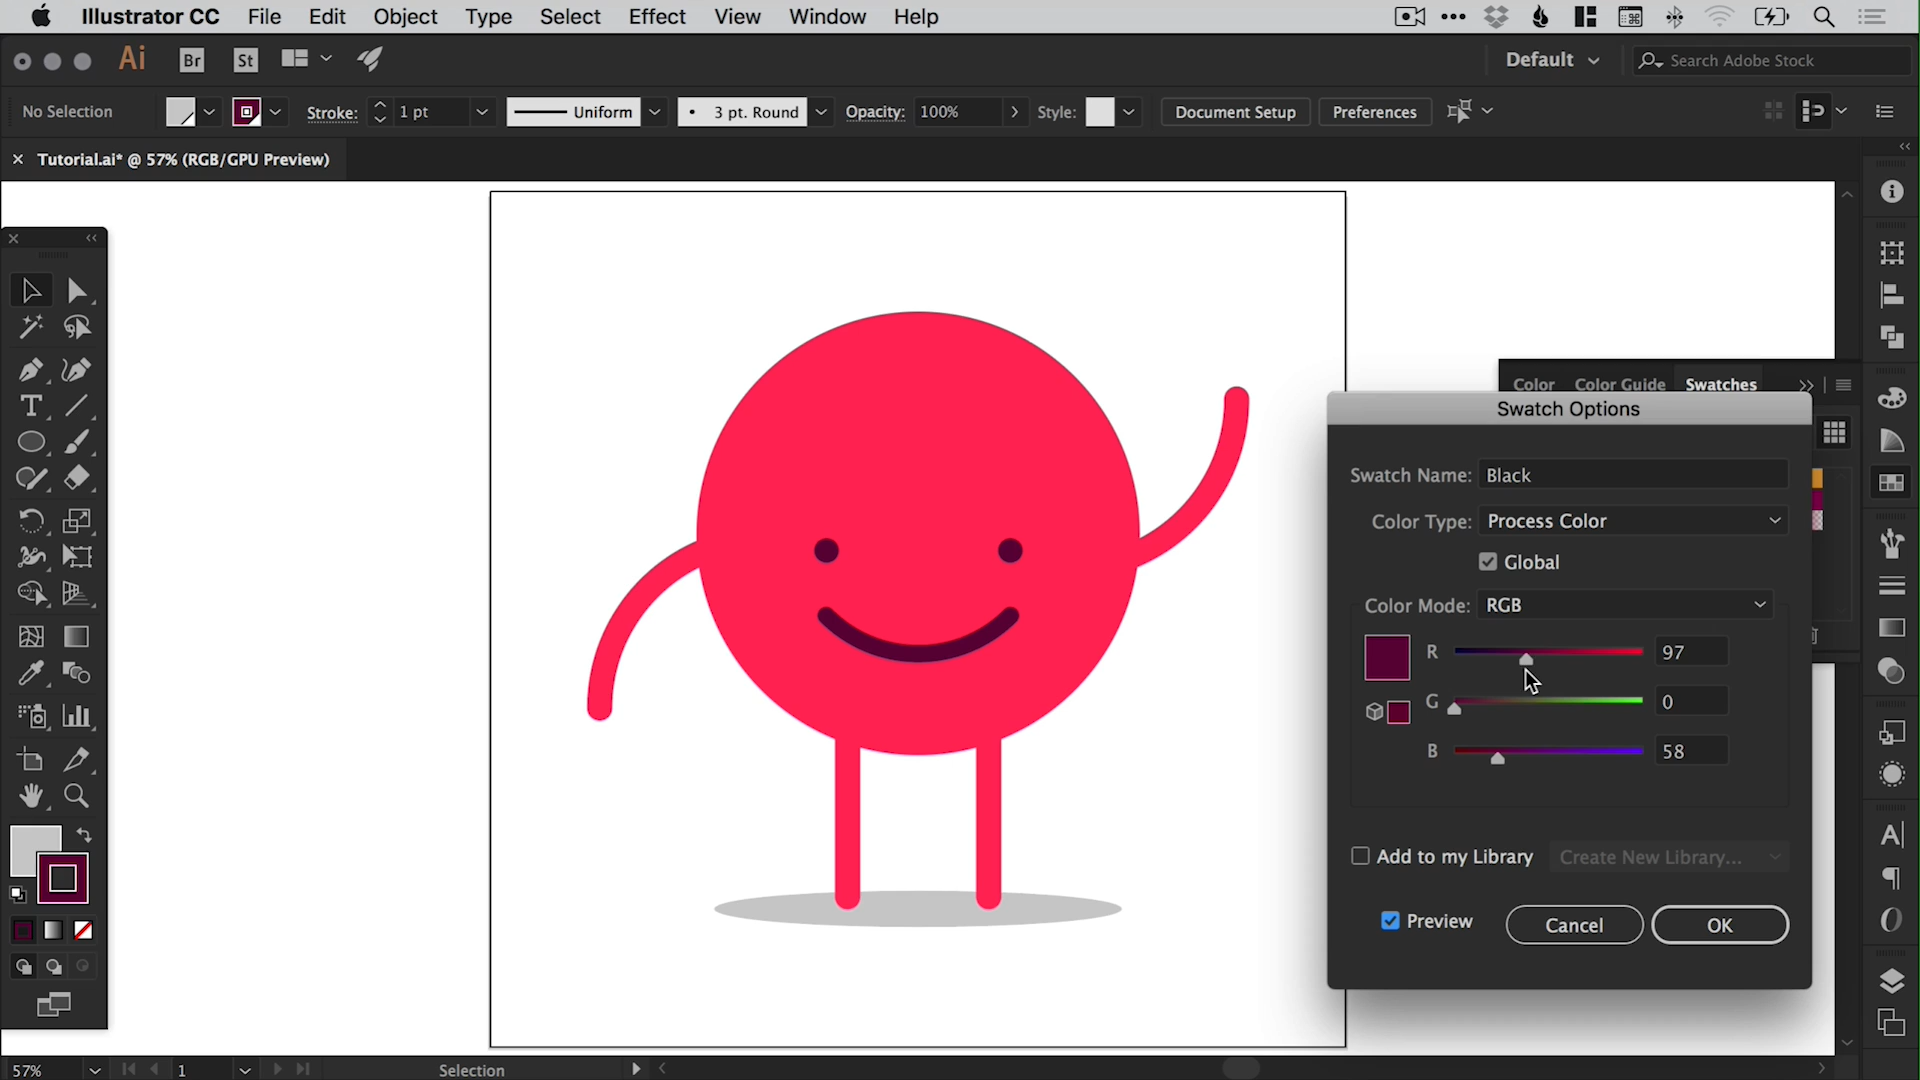 Illustrator CC File Edit Object Type Select Effect View Window Help
Ai Br St Default Search Adobe Stock
No Selection Stroke: 1 pt Uniform 3 pt. Round Opacity: 100% Style: Document Setup Preferences
Tutorial.ai* @ 57% (RGB/GPU Preview)
Color Color Guide Swatches
Swatch Options
Swatch Name: Black
Color Type: Process Color
Global
Color Mode: RGB
R 97
G 0
B 58
Add to my Library Create New Library...
Preview Cancel OK
57% 1 Selection